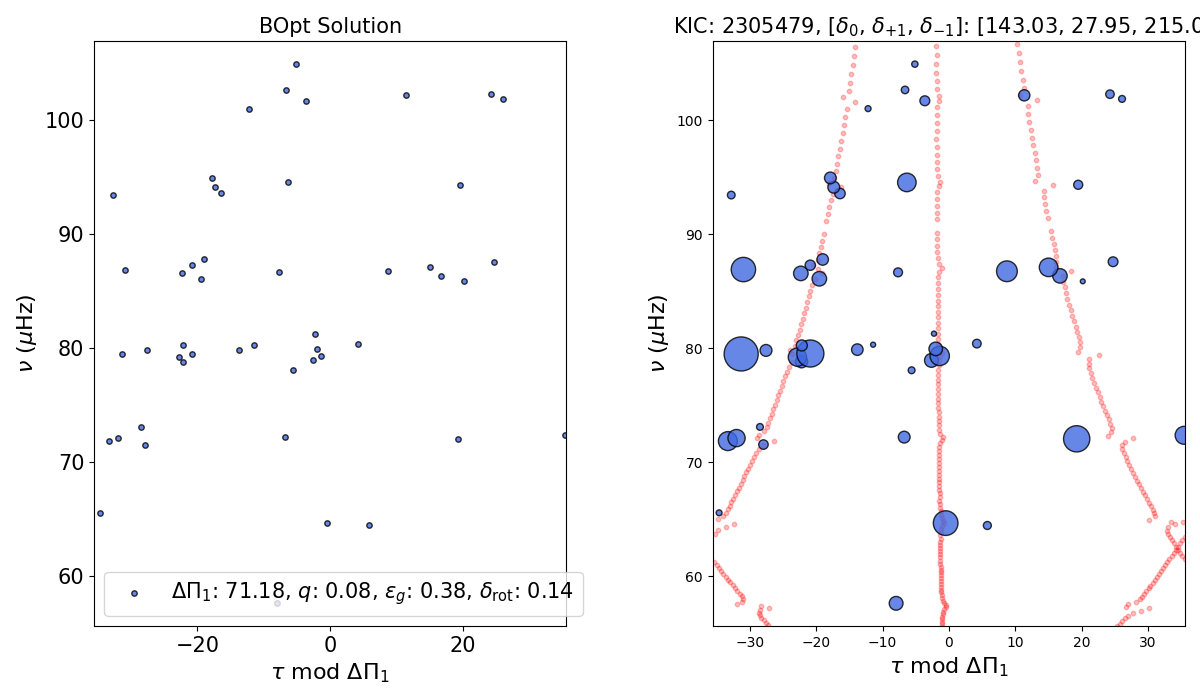 BOpt Solution
KIC: 2305479, [δ₀, δ₊₁, δ₋₁]: [143.03, 27.95, 215.0
100
90
80
70
60
ν (μHz)
ΔΠ₁: 71.18, q: 0.08, ε_g: 0.38, δ_rot: 0.14
−20 0 20
τ mod ΔΠ₁
100
90
80
70
60
ν (μHz)
−30 −20 −10 0 10 20 30
τ mod ΔΠ₁